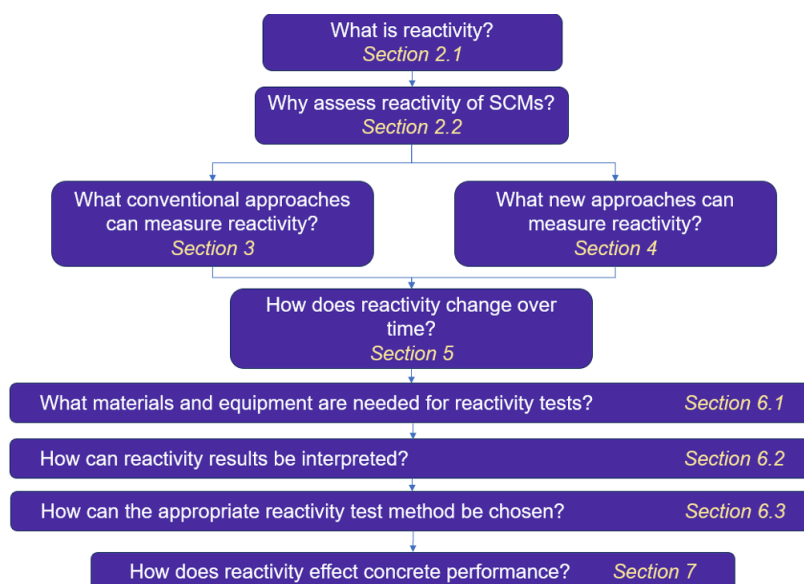 What is reactivity?
Section 2.1
Why assess reactivity of SCMs?
Section 2.2
What conventional approaches
can measure reactivity?
Section 3
What new approaches can
measure reactivity?
Section 4
How does reactivity change over
time?
Section 5
What materials and equipment are needed for reactivity tests? Section 6.1
How can reactivity results be interpreted? Section 6.2
How can the appropriate reactivity test method be chosen? Section 6.3
How does reactivity effect concrete performance? Section 7